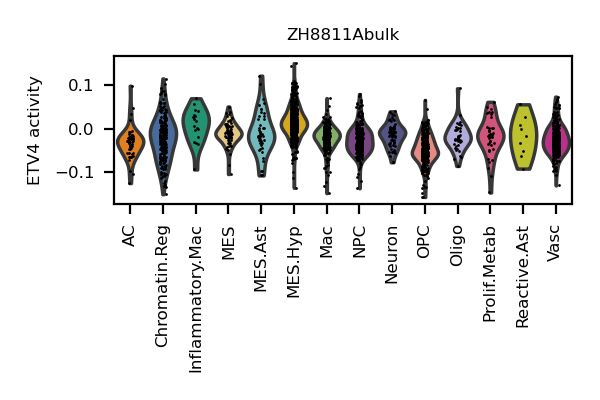 ZH8811Abulk
ETV4 activity
0.1
0.0
−0.1
AC
Chromatin.Reg
Inflammatory.Mac
MES
MES.Ast
MES.Hyp
Mac
NPC
Neuron
OPC
Oligo
Prolif.Metab
Reactive.Ast
Vasc